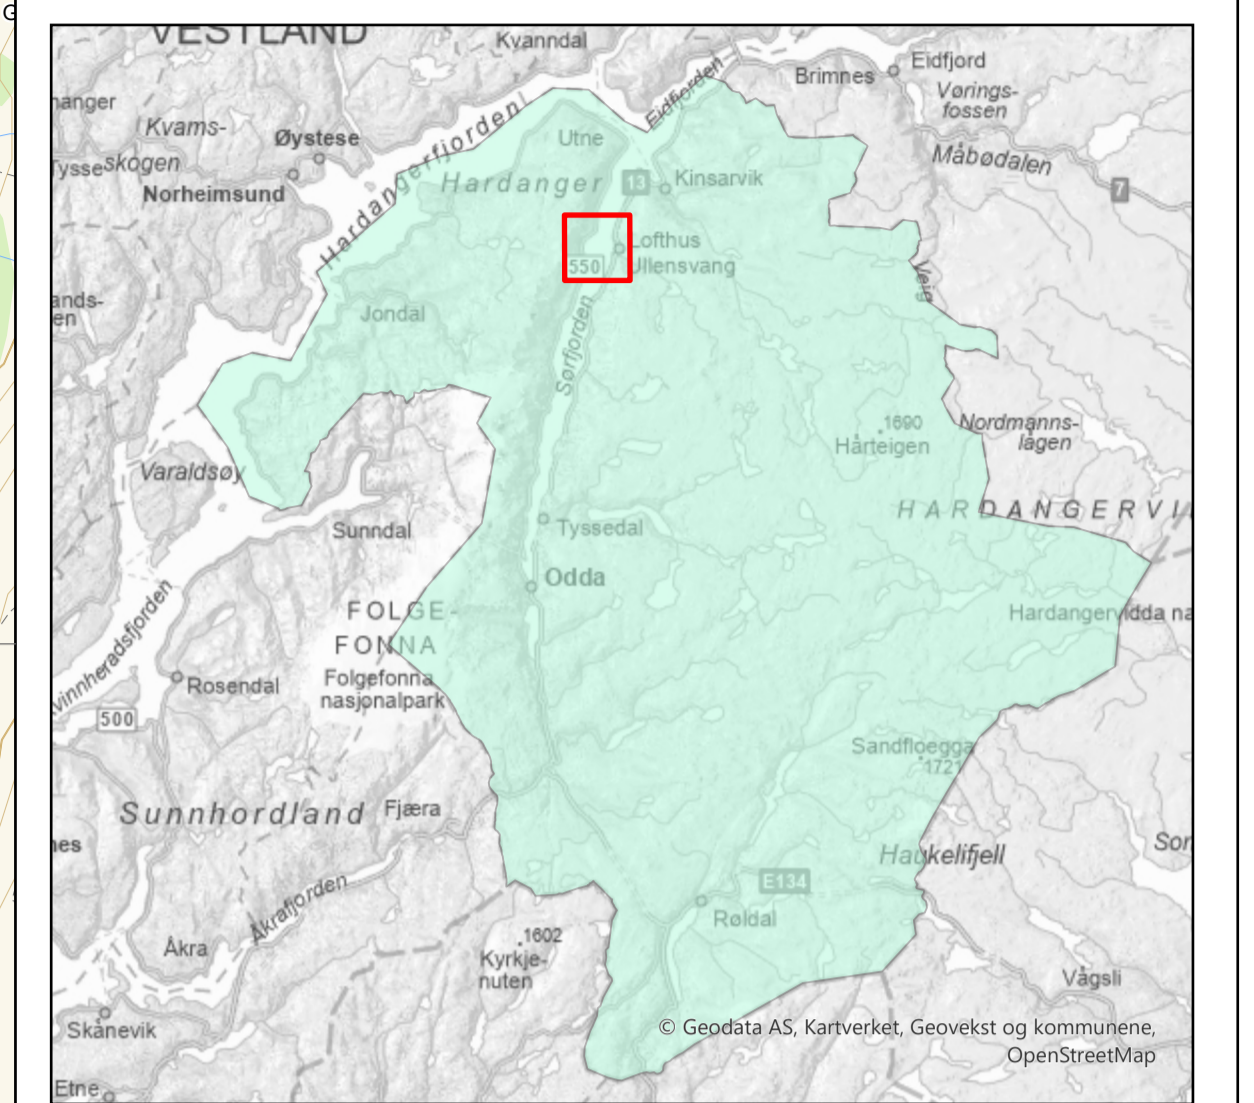 G
VESTLAND
Kvanndal
Eidfjord
Brimnes
Eidfjorden
Vørings-
fossen
hanger
Kvams-
skogen
Tysse
Øystese
Norheimsund
Hardangerfjorden
Utne
Hardanger
13
Kinsarvik
Måbødalen
7
Lofthus
Ullensvang
550
Veig
Jondal
Sørfjorden
ands-
en
1690
Hårteigen
Nordmanns-
lågen
Varaldsøy
HARDANGERVI
Sunndal
Tyssedal
Odda
FOLGE-
FONNA
Folgefonna
nasjonalpark
Hardangervidda na
Kvinnheradsfjorden
Rosendal
500
Sandfloegga
1721
Sunnhordland
Fjæra
nes
Haukelifjell
Sor
E134
Røldal
Åkrafjorden
Åkra
1602
Kyrkje-
nuten
Vågsli
Skånevik
Etne
© Geodata AS, Kartverket, Geovekst og kommunene,
OpenStreetMap